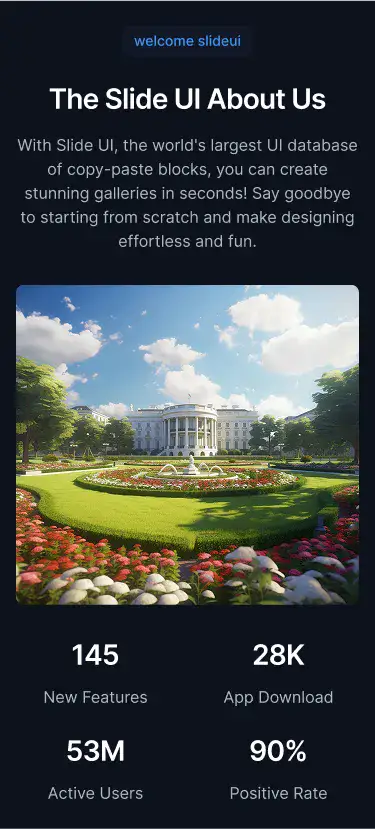 welcome slideui
The Slide UI About Us
With Slide UI, the world's largest UI database
of copy-paste blocks, you can create
stunning galleries in seconds! Say goodbye
to starting from scratch and make designing
effortless and fun.
145
28K
New Features
App Download
53M
90%
Active Users
Positive Rate